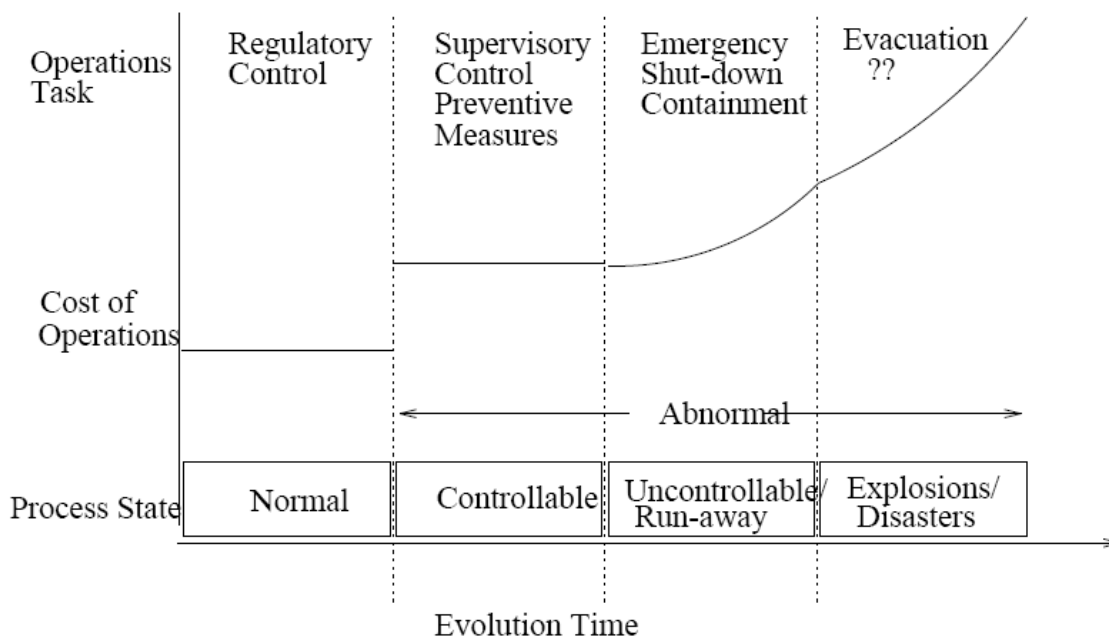 Operations
Task
Regulatory
Control
Supervisory
Control
Preventive
Measures
Emergency
Shut-down
Containment
Evacuation
??
Cost of
Operations
Abnormal
Process State
Normal
Controllable
Uncontrollable/
Run-away
Explosions/
Disasters
Evolution Time